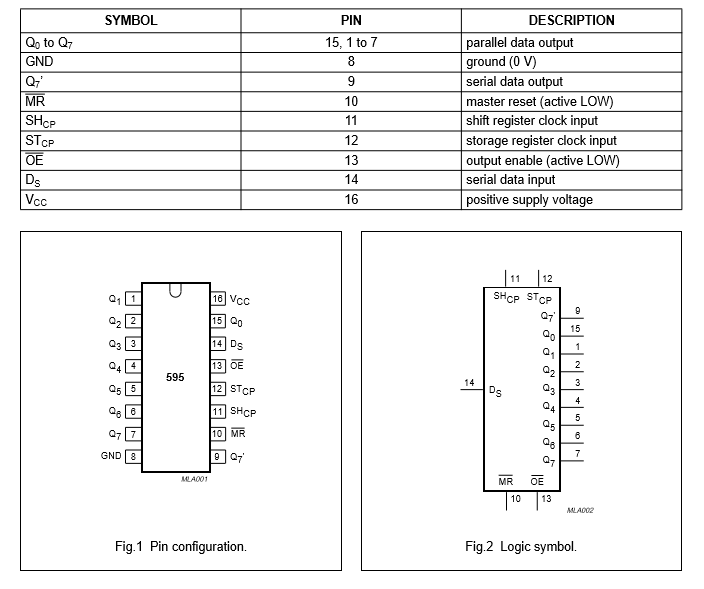 SYMBOL PIN DESCRIPTION
Q0 to Q7 15, 1 to 7 parallel data output
GND 8 ground (0 V)
Q7' 9 serial data output
M̅R̅ 10 master reset (active LOW)
SHCP 11 shift register clock input
STCP 12 storage register clock input
O̅E̅ 13 output enable (active LOW)
DS 14 serial data input
VCC 16 positive supply voltage
Q1 1 16 VCC
Q2 2 15 Q0
Q3 3 14 DS
Q4 4 13 O̅E̅
595
Q5 5 12 STCP
Q6 6 11 SHCP
Q7 7 10 M̅R̅
GND 8 9 Q7'
MLA001
Fig.1 Pin configuration.
11 12
SHCP STCP
Q7' 9
Q0 15
Q1 1
Q2 2
14 DS Q3 3
Q4 4
Q5 5
Q6 6
Q7 7
M̅R̅ O̅E̅
10 13
MLA002
Fig.2 Logic symbol.